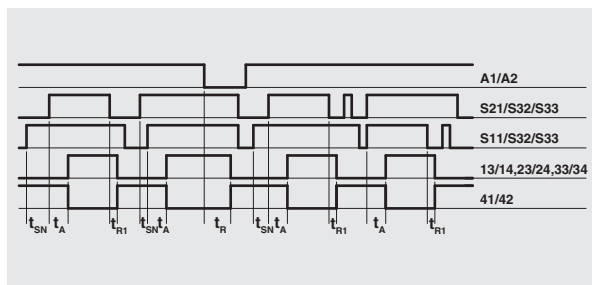 A1/A2
S21/S32/S33
S11/S32/S33
13/14,23/24,33/34
41/42
tSN tA tR1 tSN tA tR tSN tA tR1 tA tR1